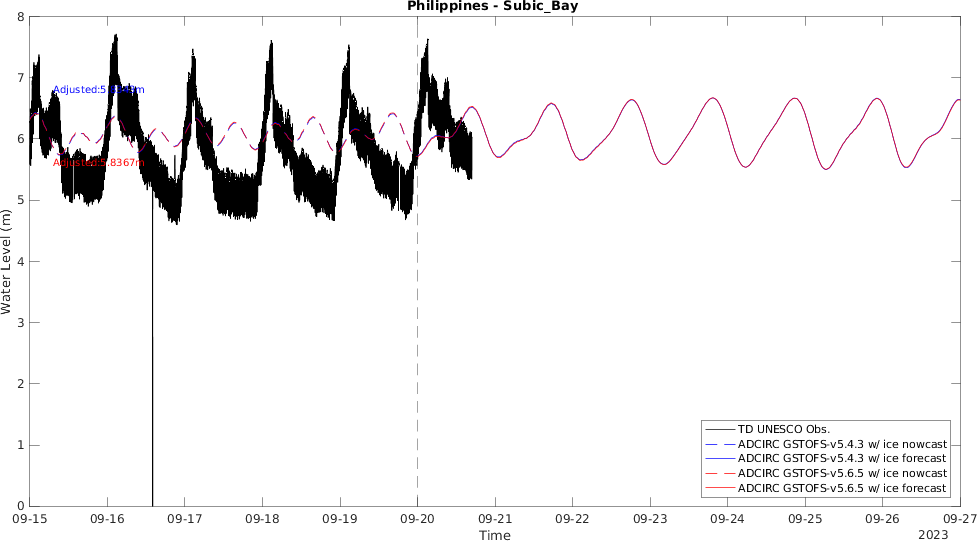 Philippines - Subic_Bay
8
7
6
5
4
3
2
1
0
Water Level (m)
Adjusted:5.
Adjusted:5.8367m
TD UNESCO Obs.
ADCIRC GSTOFS-v5.4.3 w/ ice nowcast
ADCIRC GSTOFS-v5.4.3 w/ ice forecast
ADCIRC GSTOFS-v5.6.5 w/ ice nowcast
ADCIRC GSTOFS-v5.6.5 w/ ice forecast
09-15 09-16 09-17 09-18 09-19 09-20 09-21 09-22 09-23 09-24 09-25 09-26 09-27
Time
2023